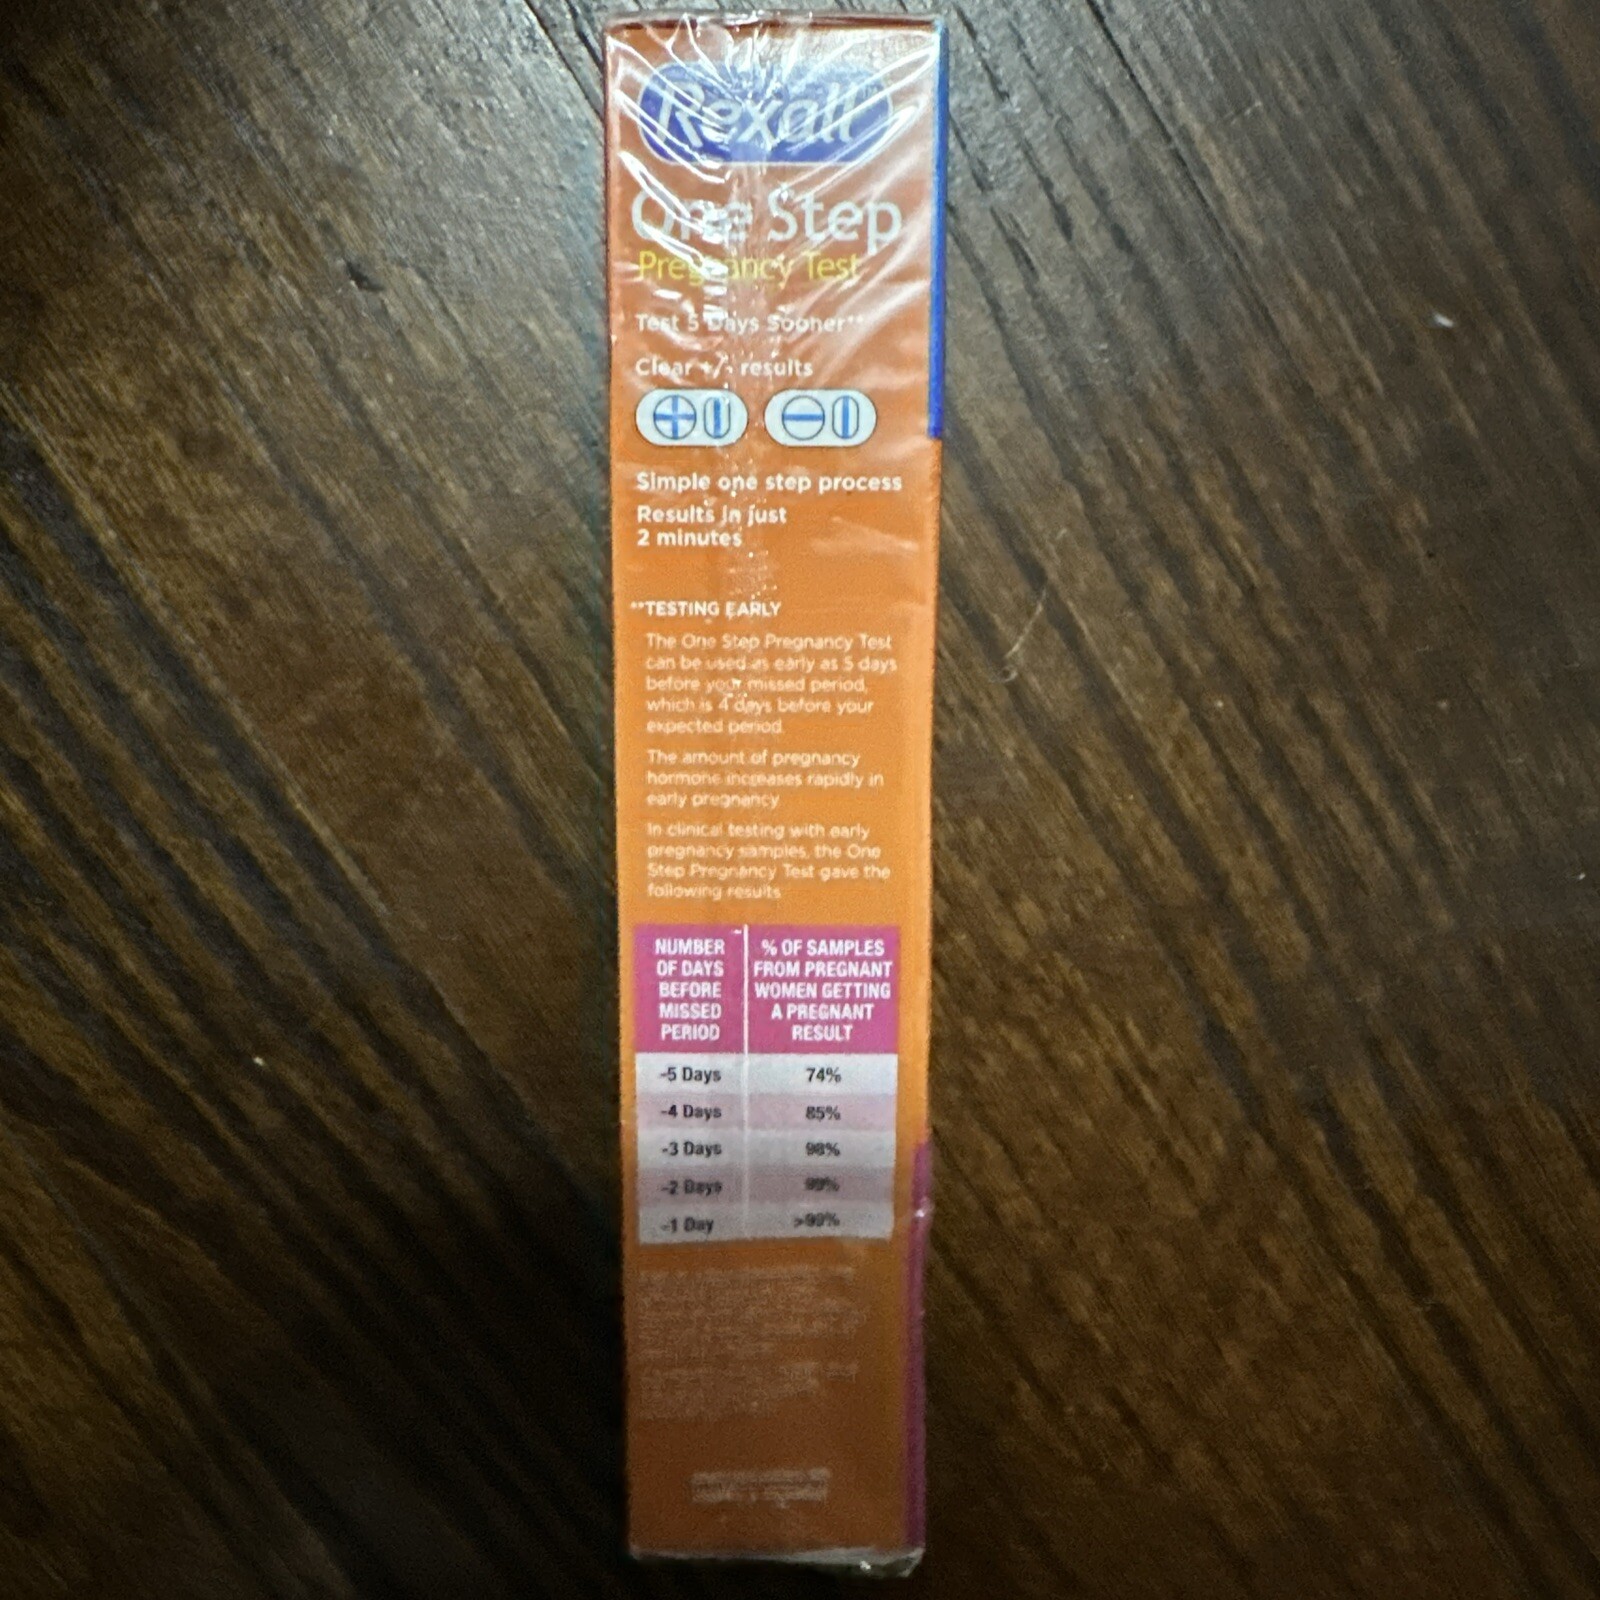 Rexall
One Step
Pregnancy Test
Test 5 Days Sooner**
Clear +/- results
Simple one step process
Results in just
2 minutes
**TESTING EARLY
The One Step Pregnancy Test
can be used as early as 5 days
before your missed period,
which is 4 days before your
expected period.
The amount of pregnancy
hormone increases rapidly in
early pregnancy
In clinical testing with early
pregnancy samples, the One
Step Pregnancy Test gave the
following results
NUMBER
OF DAYS
BEFORE
MISSED
PERIOD
% OF SAMPLES
FROM PREGNANT
WOMEN GETTING
A PREGNANT
RESULT
-5 Days 74%
-4 Days 85%
-3 Days 98%
-2 Days 99%
-1 Day >99%